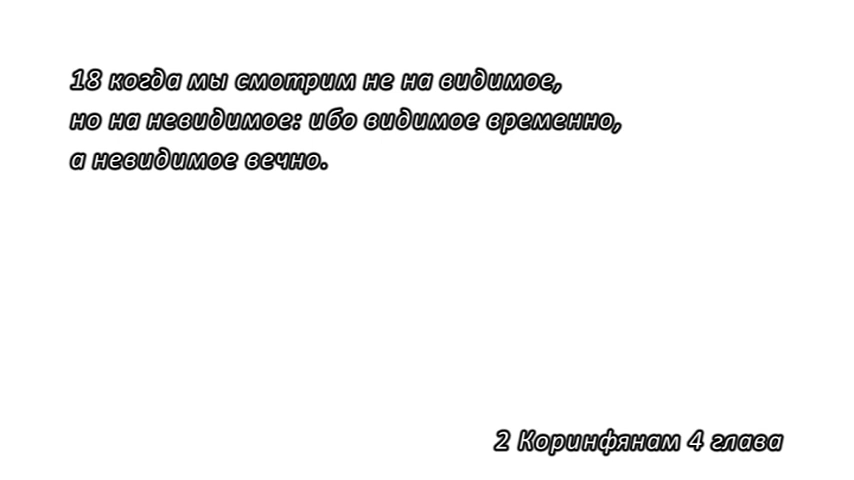 18 когда мы смотрим не на видимое,
но на невидимое: ибо видимое временно,
а невидимое вечно.
2 Коринфянам 4 глава